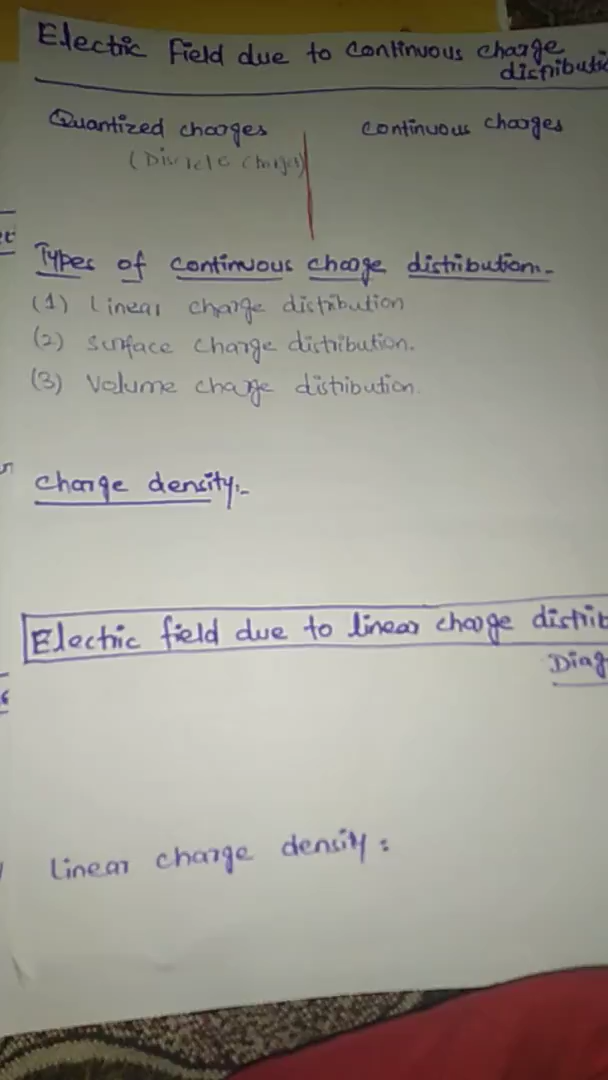 Electric field due to continuous charge
distributi
Quantized charges
continuous charges
(Discrete charges)
Types of continuous charge distribution:-
(1) linear charge distribution
(2) surface charge distribution.
(3) Volume charge distribution.
charge density:-
Electric field due to linear charge distrib
Diag
linear charge density: